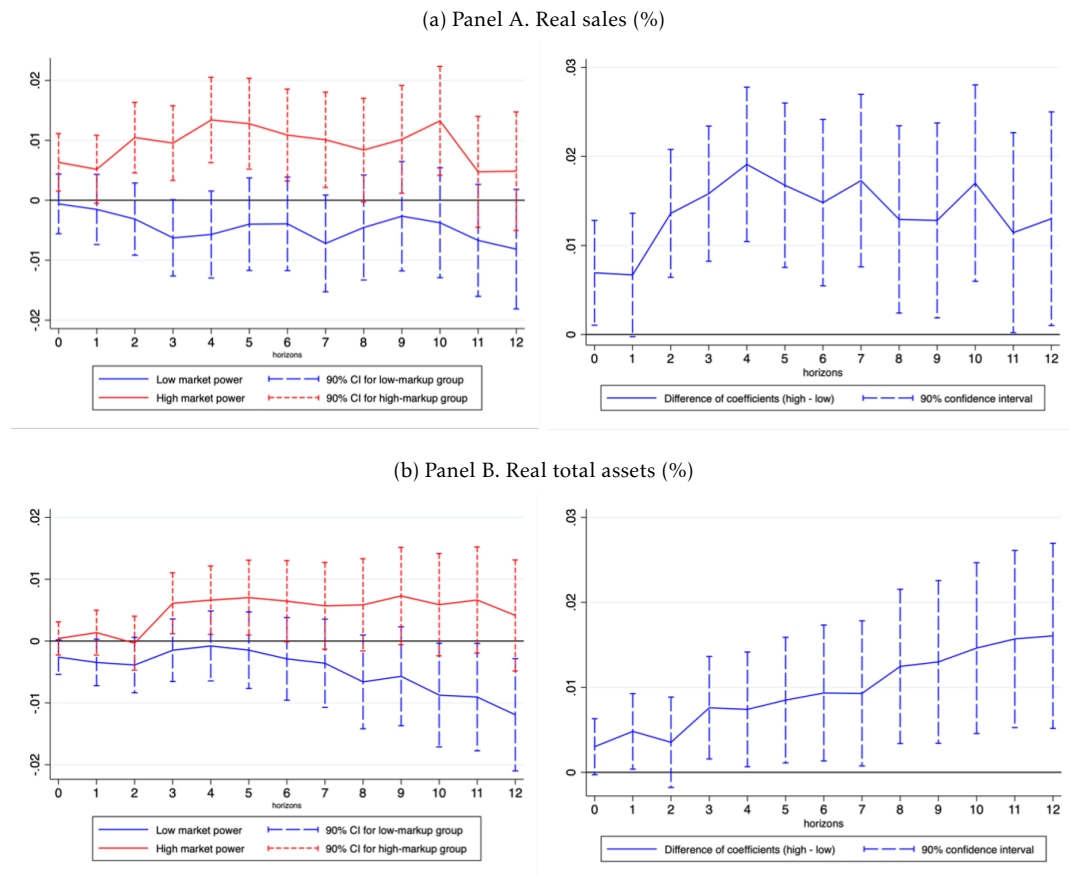 (a) Panel A. Real sales (%)
.02
.01
0
-.01
-.02
0 1 2 3 4 5 6 7 8 9 10 11 12
horizons
Low market power 90% CI for low-markup group
High market power 90% CI for high-markup group
.03
.02
.01
0
0 1 2 3 4 5 6 7 8 9 10 11 12
horizons
Difference of coefficients (high - low) 90% confidence interval
(b) Panel B. Real total assets (%)
.02
.01
0
-.01
-.02
0 1 2 3 4 5 6 7 8 9 10 11 12
horizons
Low market power 90% CI for low-markup group
High market power 90% CI for high-markup group
.03
.02
.01
0
0 1 2 3 4 5 6 7 8 9 10 11 12
horizons
Difference of coefficients (high - low) 90% confidence interval